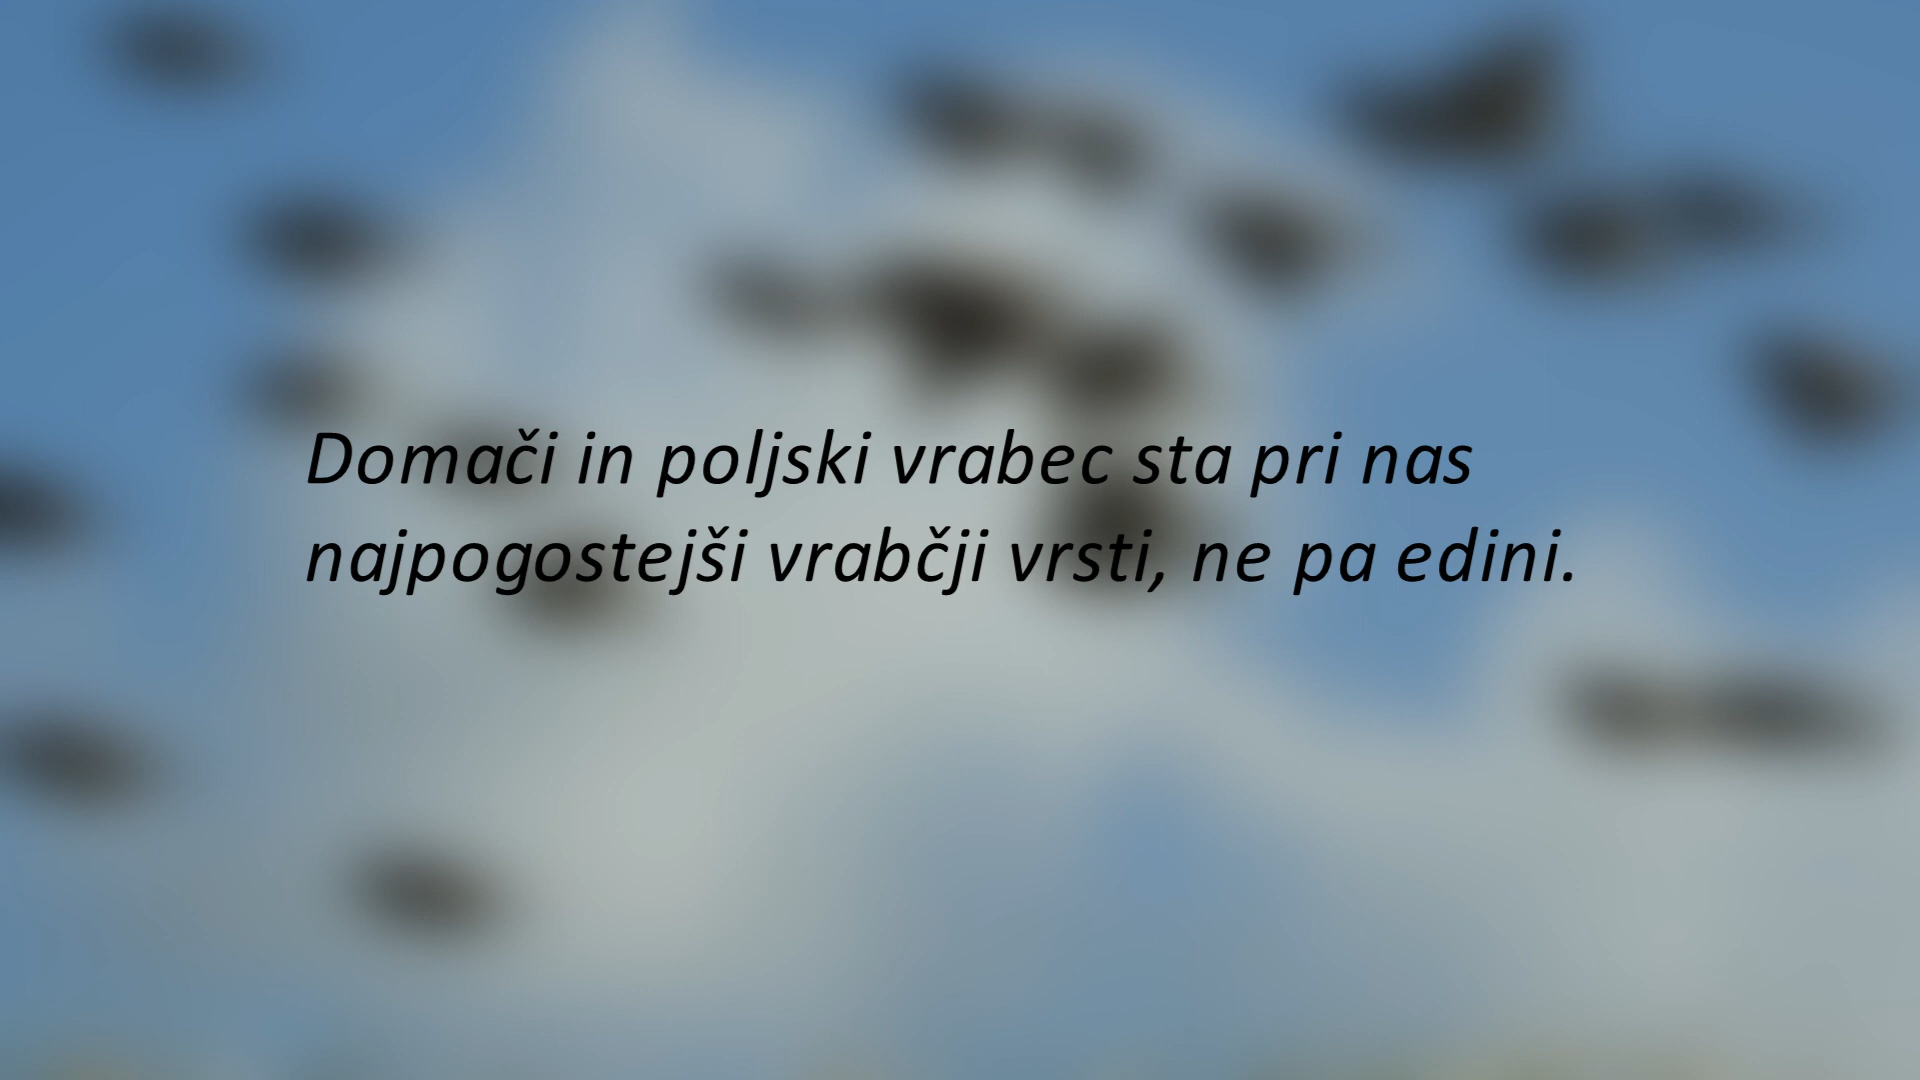 Domači in poljski vrabec sta pri nas
najpogostejši vrabčji vrsti, ne pa edini.